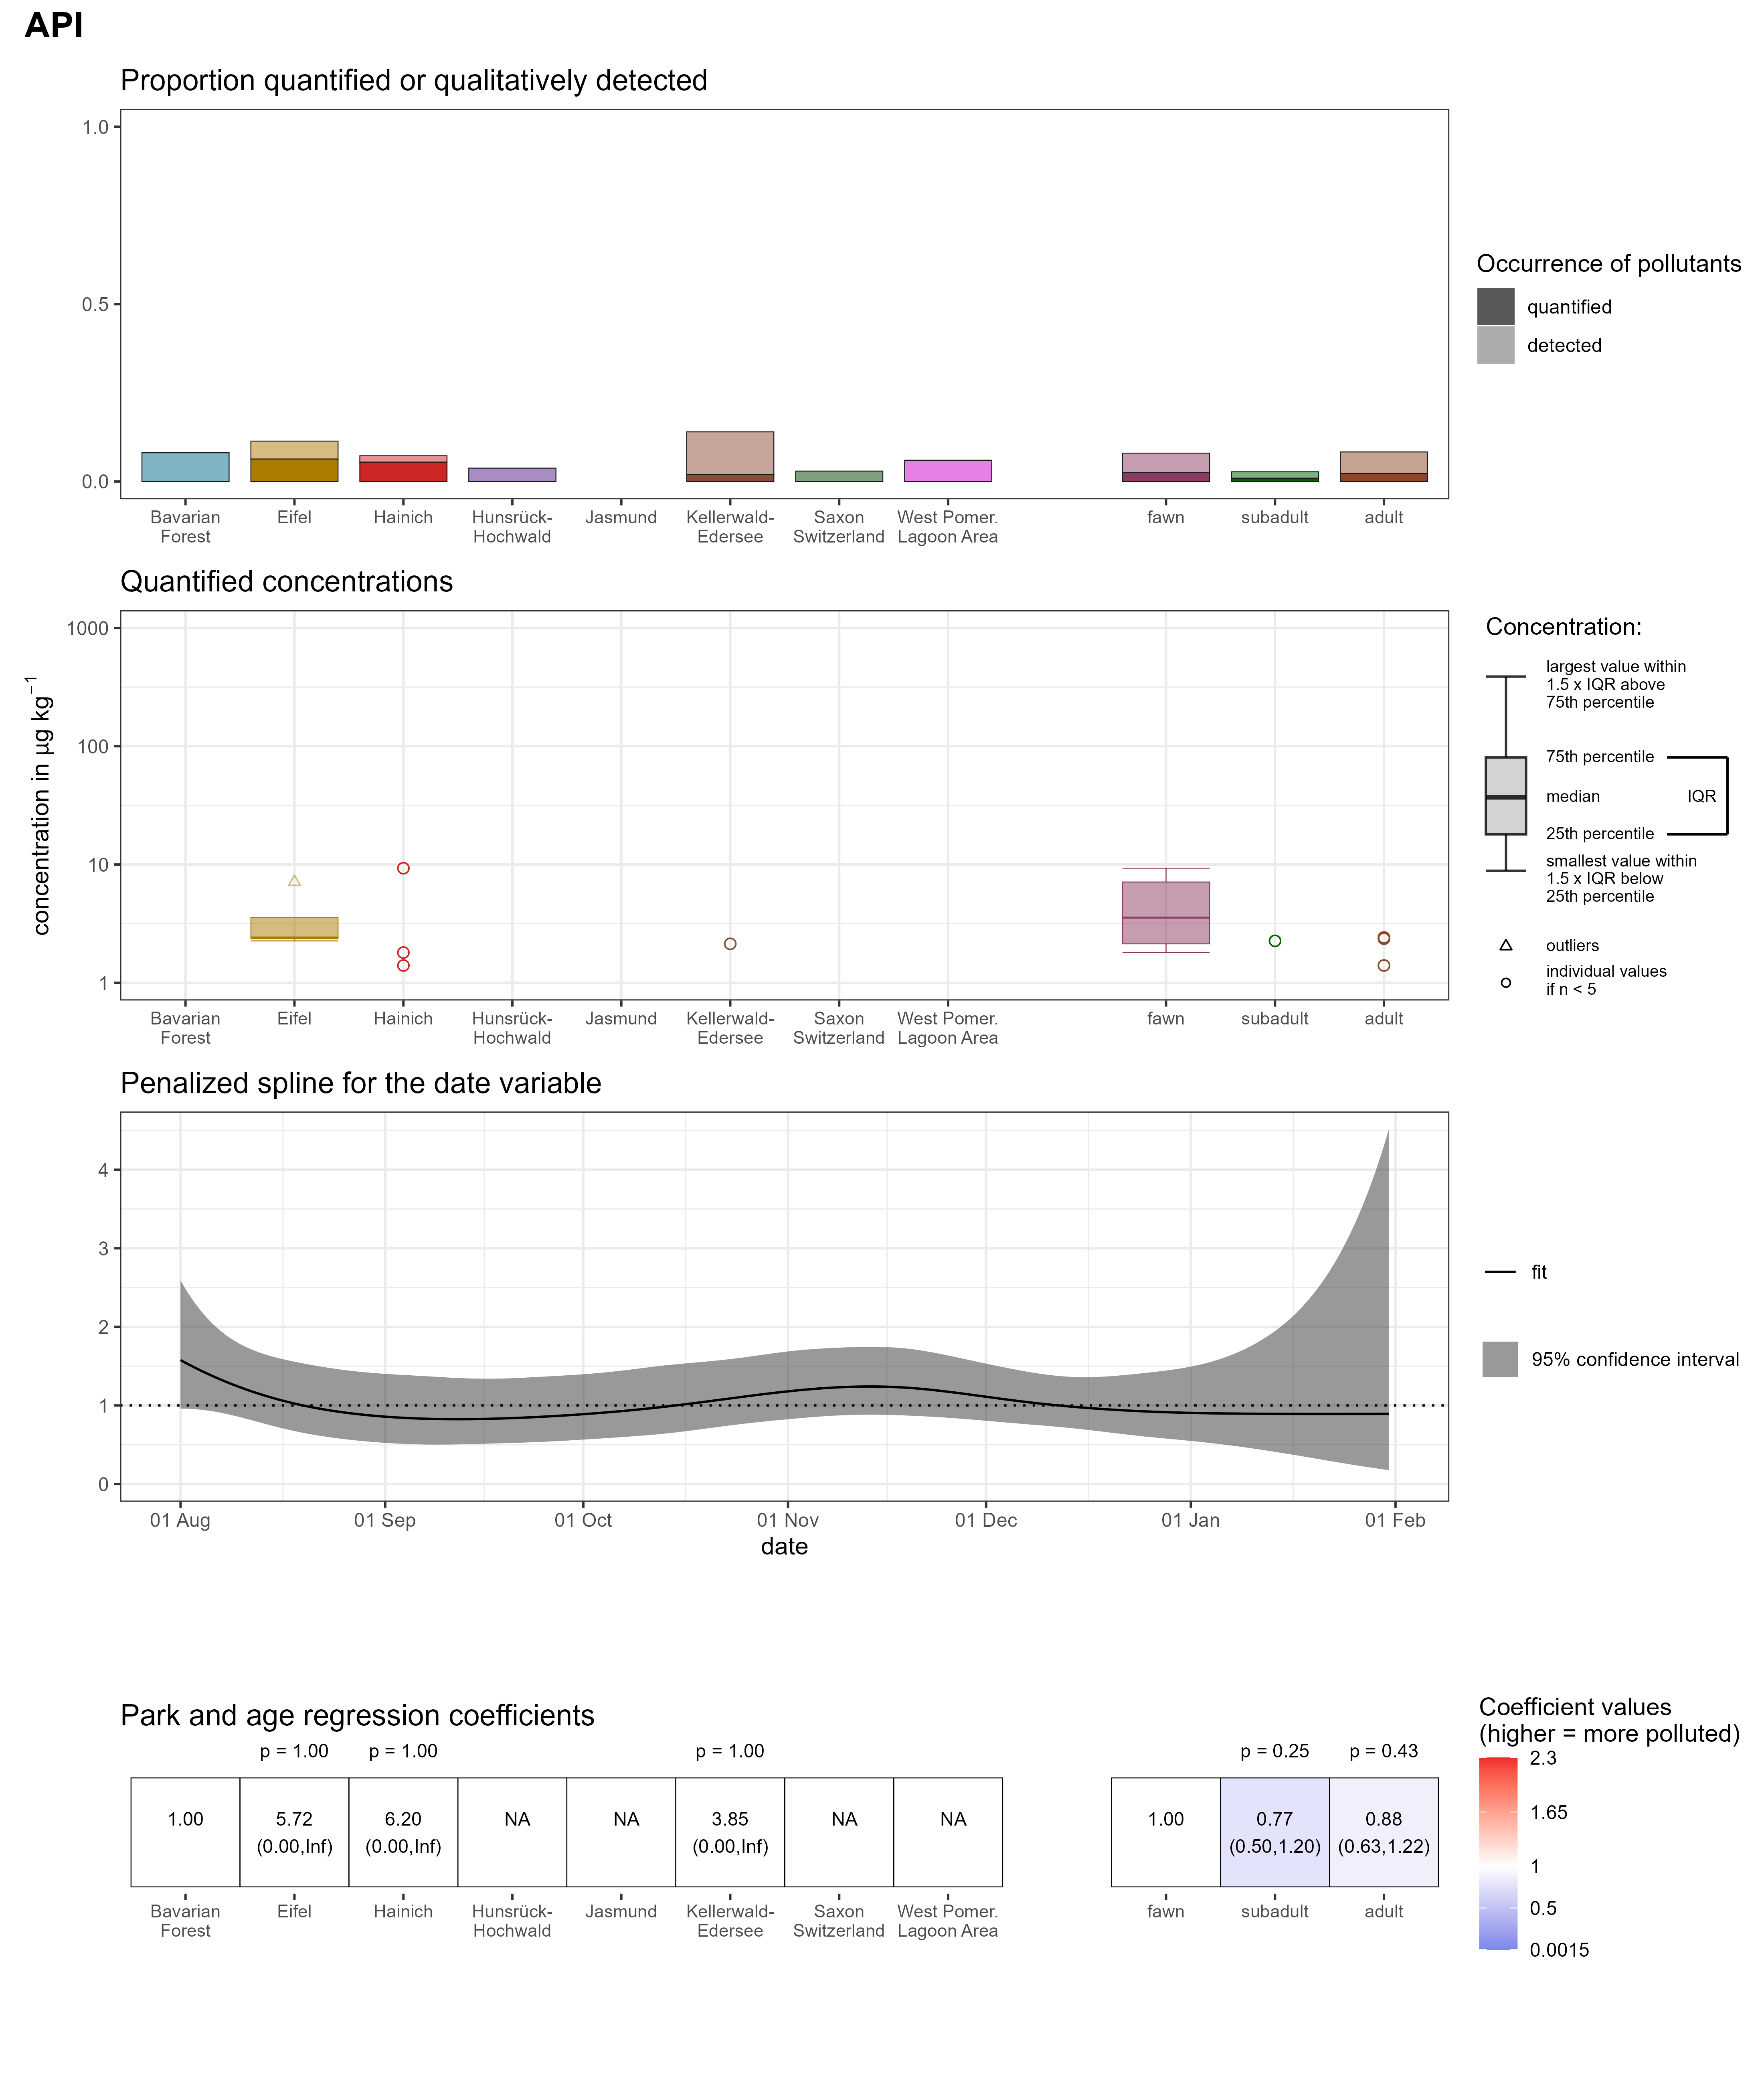 API
Proportion quantified or qualitatively detected
1.0
0.5
0.0
Bavarian
Forest
Eifel
Hainich
Hunsrück-
Hochwald
Jasmund
Kellerwald-
Edersee
Saxon
Switzerland
West Pomer.
Lagoon Area
fawn
subadult
adult
Occurrence of pollutants
quantified
detected
Quantified concentrations
concentration in µg kg⁻¹
1000
100
10
1
Bavarian
Forest
Eifel
Hainich
Hunsrück-
Hochwald
Jasmund
Kellerwald-
Edersee
Saxon
Switzerland
West Pomer.
Lagoon Area
fawn
subadult
adult
Concentration:
largest value within
1.5 x IQR above
75th percentile
75th percentile
median
IQR
25th percentile
smallest value within
1.5 x IQR below
25th percentile
outliers
individual values
if n < 5
Penalized spline for the date variable
4
3
2
1
0
01 Aug
01 Sep
01 Oct
01 Nov
01 Dec
01 Jan
01 Feb
date
fit
95% confidence interval
Park and age regression coefficients
p = 1.00
p = 1.00
p = 1.00
p = 0.25
p = 0.43
1.00
5.72
(0.00,Inf)
6.20
(0.00,Inf)
NA
NA
3.85
(0.00,Inf)
NA
NA
1.00
0.77
(0.50,1.20)
0.88
(0.63,1.22)
Bavarian
Forest
Eifel
Hainich
Hunsrück-
Hochwald
Jasmund
Kellerwald-
Edersee
Saxon
Switzerland
West Pomer.
Lagoon Area
fawn
subadult
adult
Coefficient values
(higher = more polluted)
2.3
1.65
1
0.5
0.0015